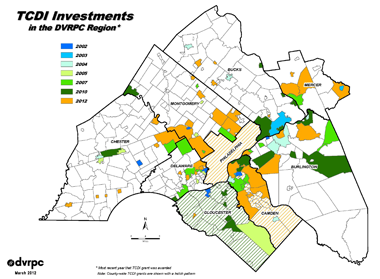 TCDI Investments
in the DVRPC Region*
2002
2003
2004
2005
2007
2010
2012
BUCKS
MERCER
MONTGOMERY
CHESTER
PHILADELPHIA
DELAWARE
BURLINGTON
GLOUCESTER
CAMDEN
N
dvrpc
March 2012
* Most recent year that TCDI grant was awarded
Note: County-wide TCDI grants are shown with a hatch pattern